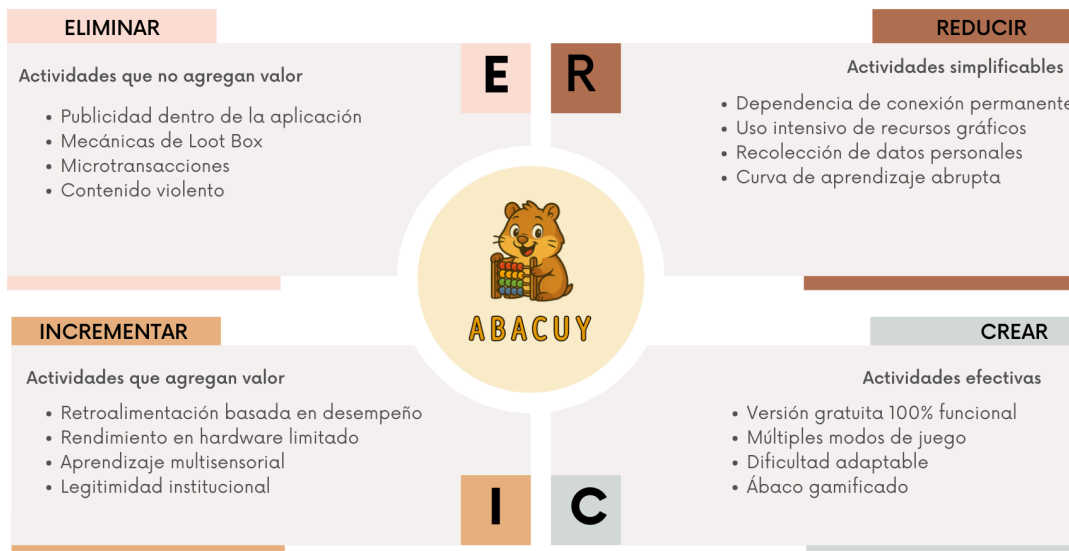 ELIMINAR
Actividades que no agregan valor
• Publicidad dentro de la aplicación
• Mecánicas de Loot Box
• Microtransacciones
• Contenido violento
E
R
REDUCIR
Actividades simplificables
• Dependencia de conexión permanente
• Uso intensivo de recursos gráficos
• Recolección de datos personales
• Curva de aprendizaje abrupta
ABACUY
INCREMENTAR
Actividades que agregan valor
• Retroalimentación basada en desempeño
• Rendimiento en hardware limitado
• Aprendizaje multisensorial
• Legitimidad institucional
I
C
CREAR
Actividades efectivas
• Versión gratuita 100% funcional
• Múltiples modos de juego
• Dificultad adaptable
• Ábaco gamificado